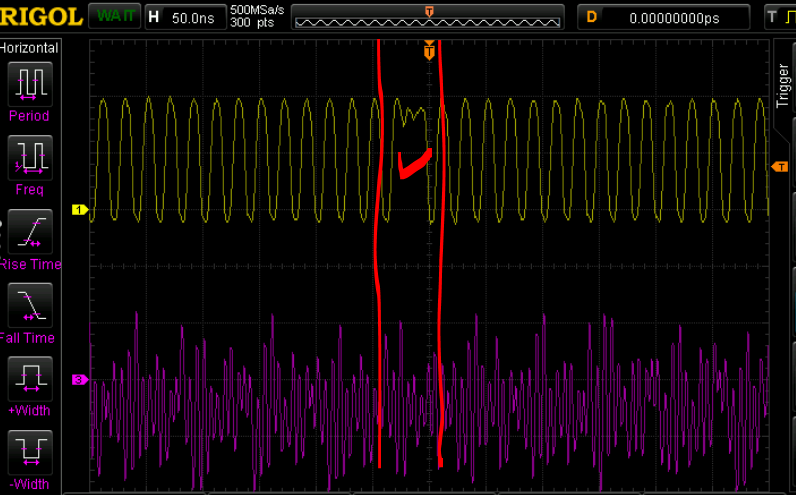 RIGOL WAIT H 50.0ns 500MSa/s 300 pts T D 0.00000000ps T
Horizontal
T
Period
Trigger
Freq
T
1
Rise Time
Fall Time
3
+Width
-Width